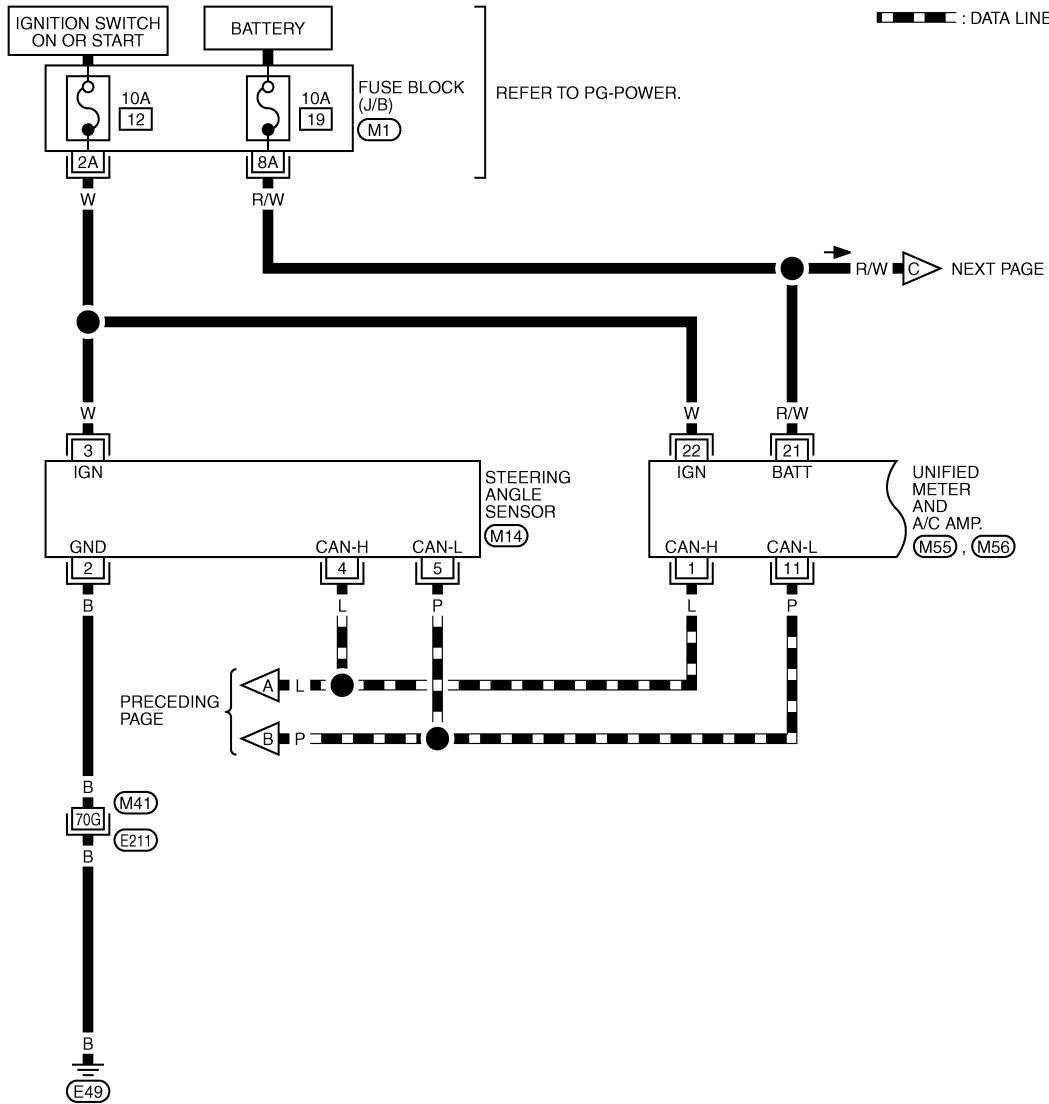 IGNITION SWITCH
ON OR START
BATTERY
: DATA LINE
10A
12
10A
19
FUSE BLOCK
(J/B)
M1
REFER TO PG-POWER.
2A
8A
W
R/W
R/W
C
NEXT PAGE
W
W
R/W
3
22
21
IGN
IGN
BATT
STEERING
ANGLE
SENSOR
M14
UNIFIED
METER
AND
A/C AMP.
M55 , M56
GND
CAN-H
CAN-L
CAN-H
CAN-L
2
4
5
1
11
B
L
P
L
P
PRECEDING
PAGE
A
L
B
P
B
M41
70G
E211
B
B
E49